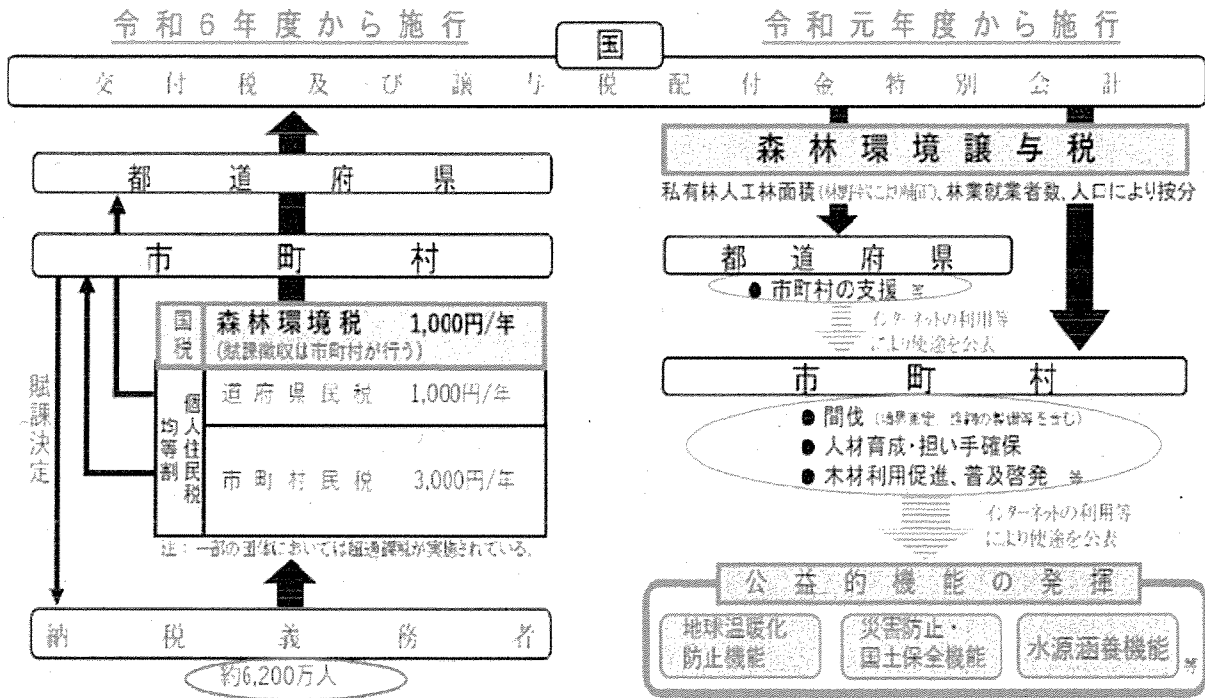 令和6年度から施行
国
令和元年度から施行
交付税及び譲与税配付金特別会計
都道府県
市町村
国税
森林環境税 1,000円/年
(賦課徴収は市町村が行う)
個人住民税
均等割
道府県民税 1,000円/年
市町村民税 3,000円/年
賦課決定
注:一部の団体においては超過課税が実施されている。
納税義務者
約6,200万人
森林環境譲与税
私有林人工林面積(林野率により補正)、林業就業者数、人口により按分
都道府県
● 市町村の支援 等
インターネットの利用等
により使途を公表
市町村
● 間伐
● 人材育成・担い手確保
● 木材利用促進、普及啓発 等
インターネットの利用等
により使途を公表
公益的機能の発揮
地球温暖化
防止機能
災害防止・
国土保全機能
水源涵養機能
等